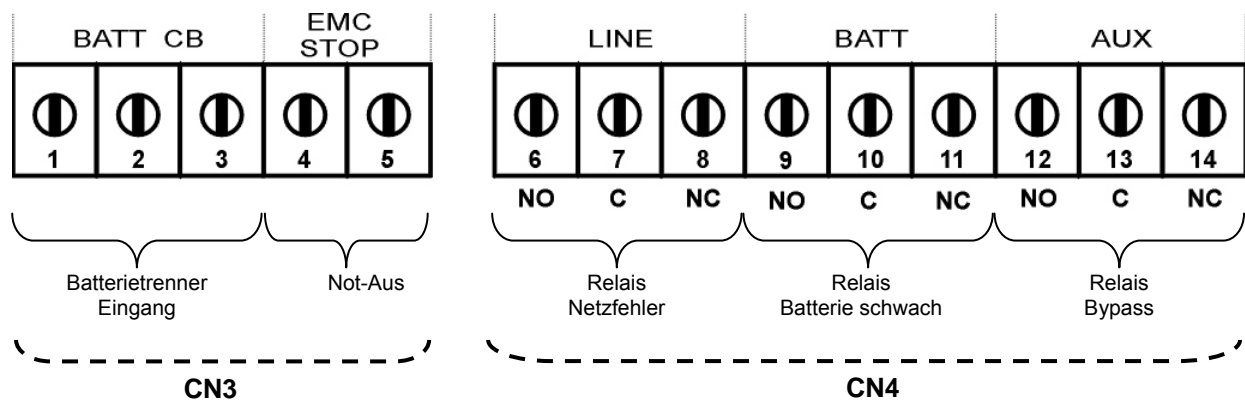 BATT CB
EMC
STOP
LINE
BATT
AUX
1 2 3 4 5
6 7 8 9 10 11 12 13 14
NO C NC NO C NC NO C NC
Batterietrenner
Eingang
Not-Aus
Relais
Netzfehler
Relais
Batterie schwach
Relais
Bypass
CN3
CN4